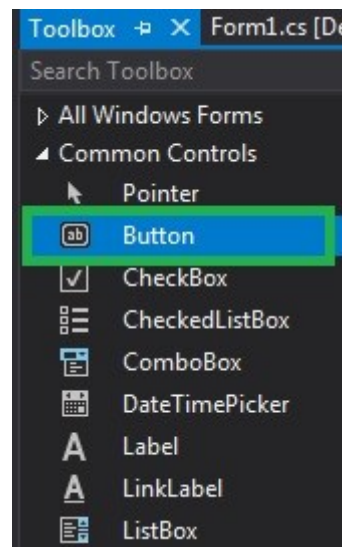 Toolbox Form1.cs [De
Search Toolbox
All Windows Forms
Common Controls
Pointer
ab Button
CheckBox
CheckedListBox
ComboBox
DateTimePicker
A Label
A LinkLabel
ListBox